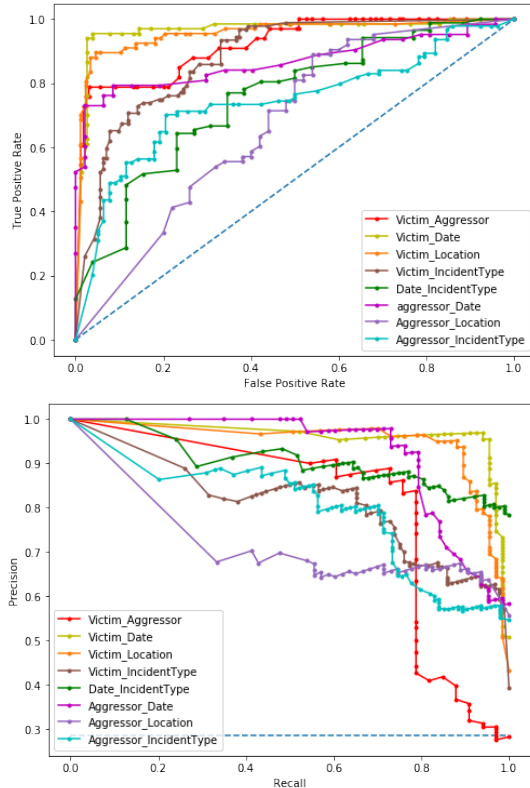 1.0
0.8
0.6
0.4
0.2
0.0
True Positive Rate
Victim_Aggressor
Victim_Date
Victim_Location
Victim_IncidentType
Date_IncidentType
aggressor_Date
Aggressor_Location
Aggressor_IncidentType
0.0 0.2 0.4 0.6 0.8 1.0
False Positive Rate
1.0
0.9
0.8
0.7
0.6
0.5
0.4
0.3
Precision
Victim_Aggressor
Victim_Date
Victim_Location
Victim_IncidentType
Date_IncidentType
Aggressor_Date
Aggressor_Location
Aggressor_IncidentType
0.0 0.2 0.4 0.6 0.8 1.0
Recall